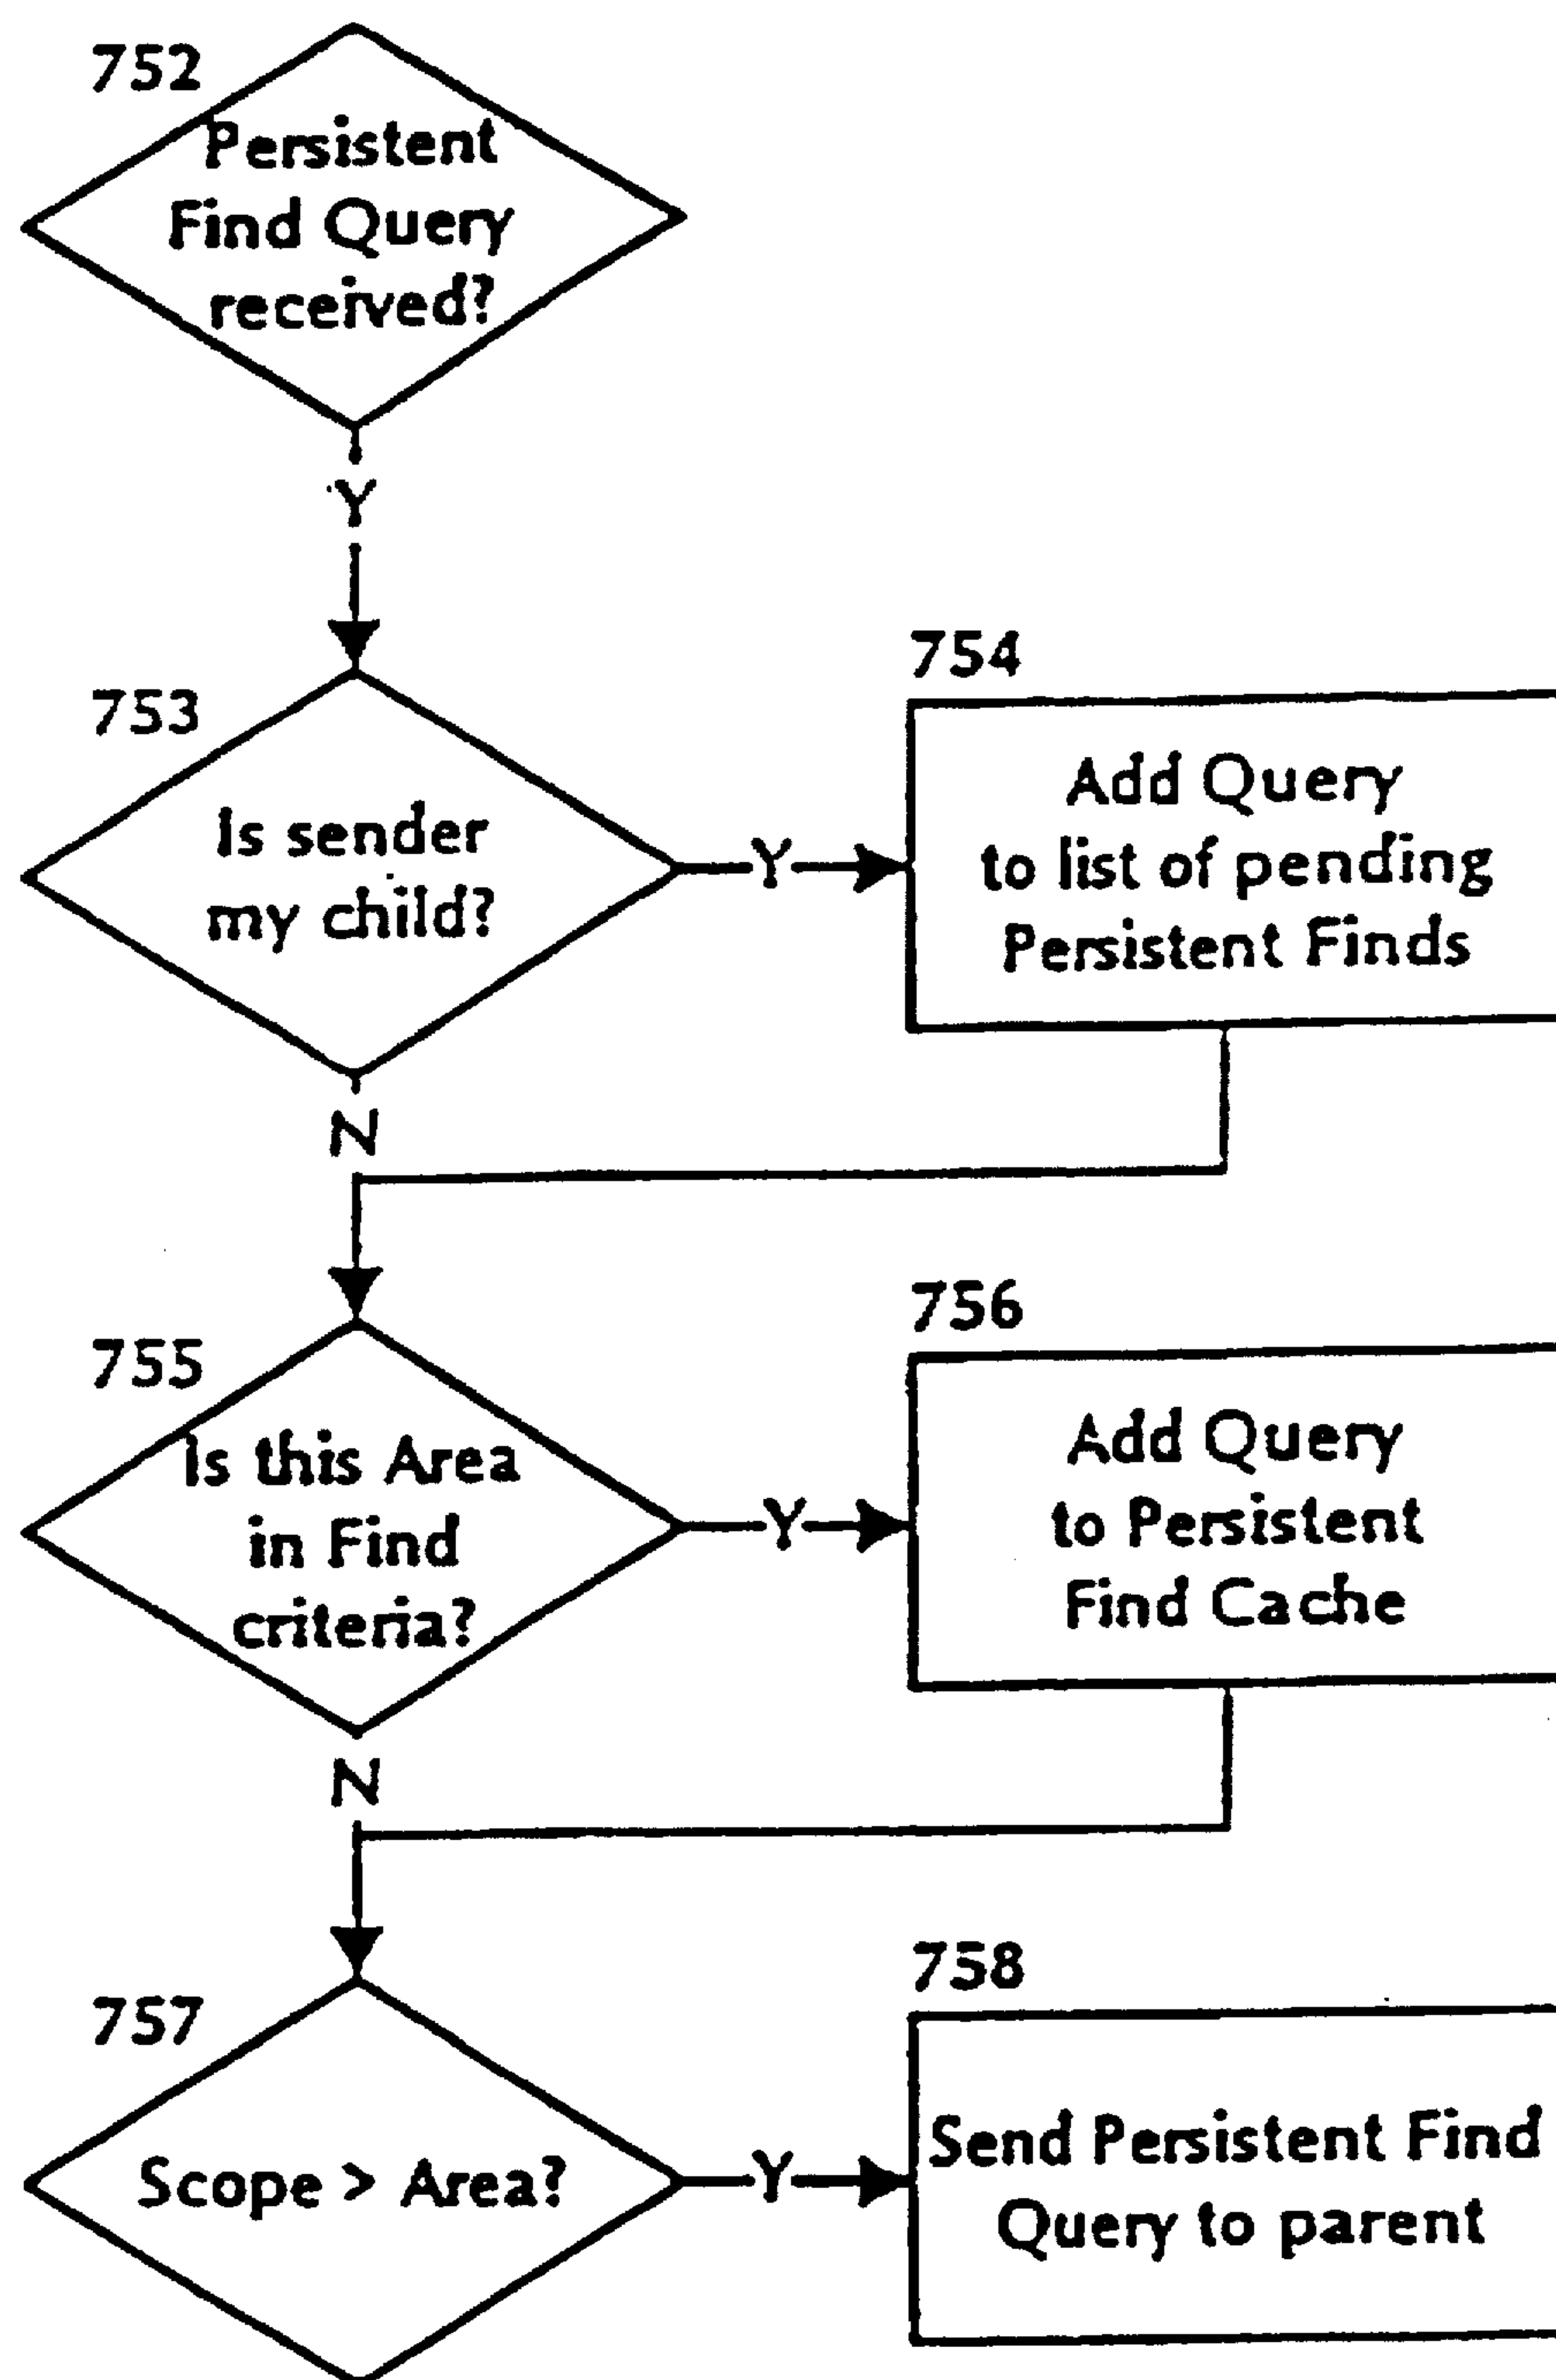 752
Persistent
Find Query
received?
Y
753
Is sender
my child?
Y
754
Add Query
to list of pending
Persistent Finds
N
755
Is this Area
in Find
criteria?
Y
756
Add Query
to Persistent
Find Cache
N
757
Scope > Area?
Y
758
Send Persistent Find
Query to parent